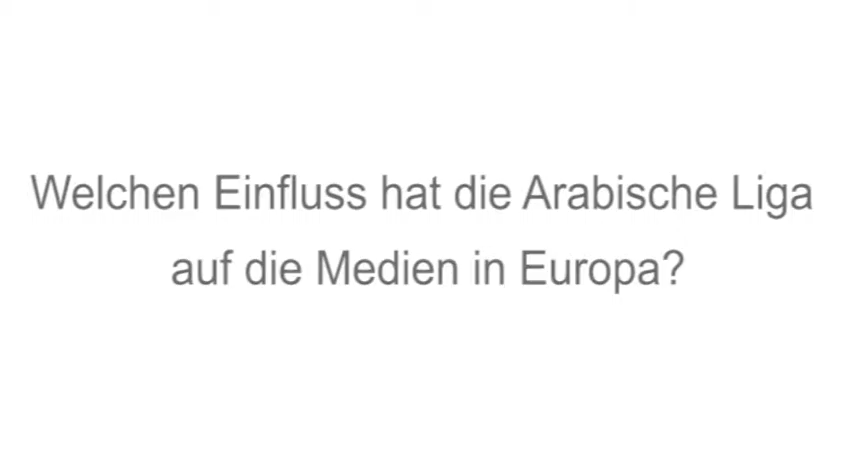 Welchen Einfluss hat die Arabische Liga
auf die Medien in Europa?